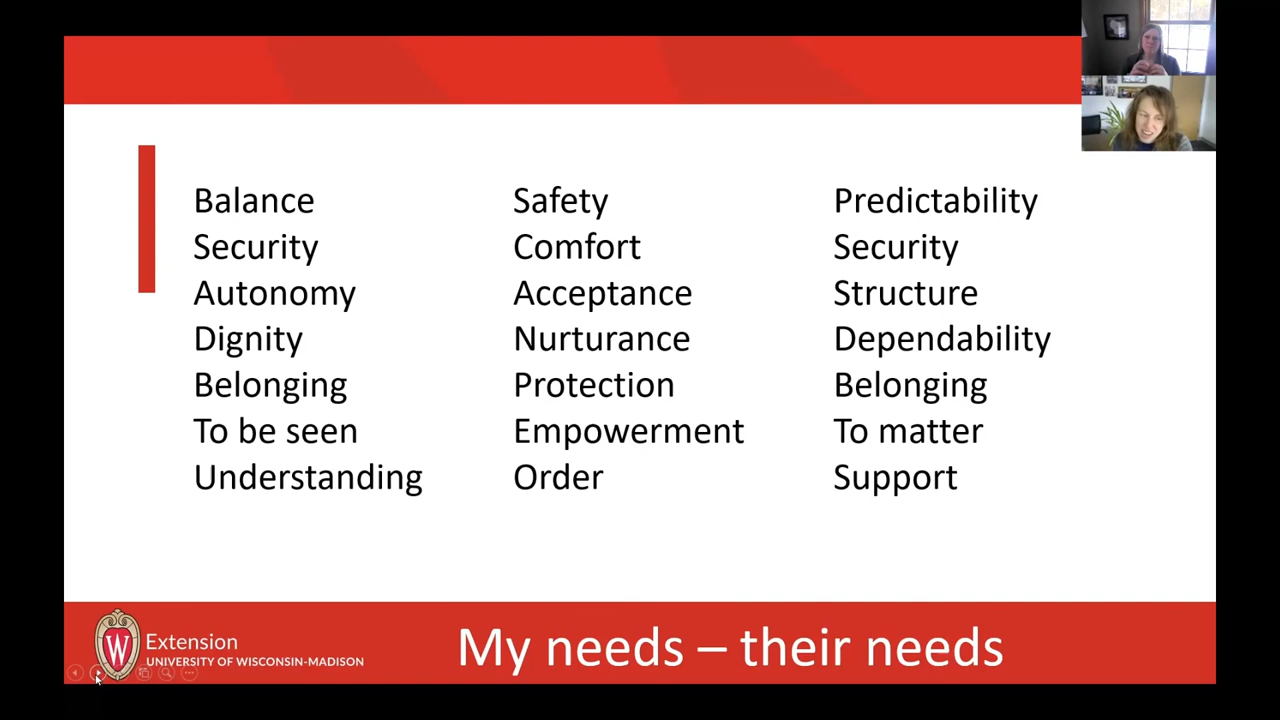 Balance
Security
Autonomy
Dignity
Belonging
To be seen
Understanding
Safety
Comfort
Acceptance
Nurturance
Protection
Empowerment
Order
Predictability
Security
Structure
Dependability
Belonging
To matter
Support
W
Extension
UNIVERSITY OF WISCONSIN-MADISON
My needs – their needs